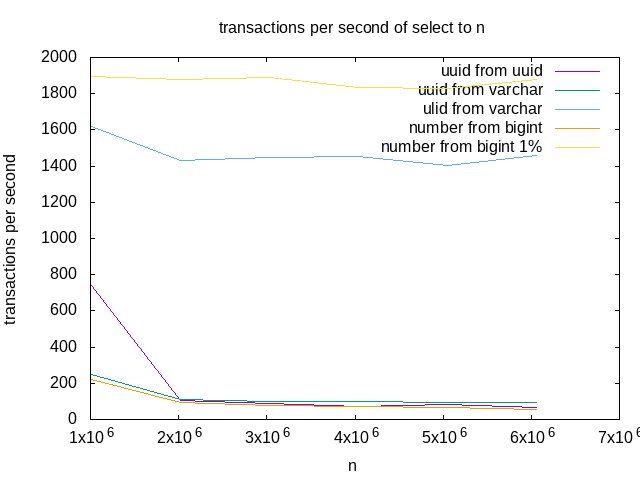 transactions per second of select to n
2000
1800
1600
1400
1200
1000
800
600
400
200
0
transactions per second
uuid from uuid
uuid from varchar
ulid from varchar
number from bigint
number from bigint 1%
1x10^6 2x10^6 3x10^6 4x10^6 5x10^6 6x10^6 7x10^6
n